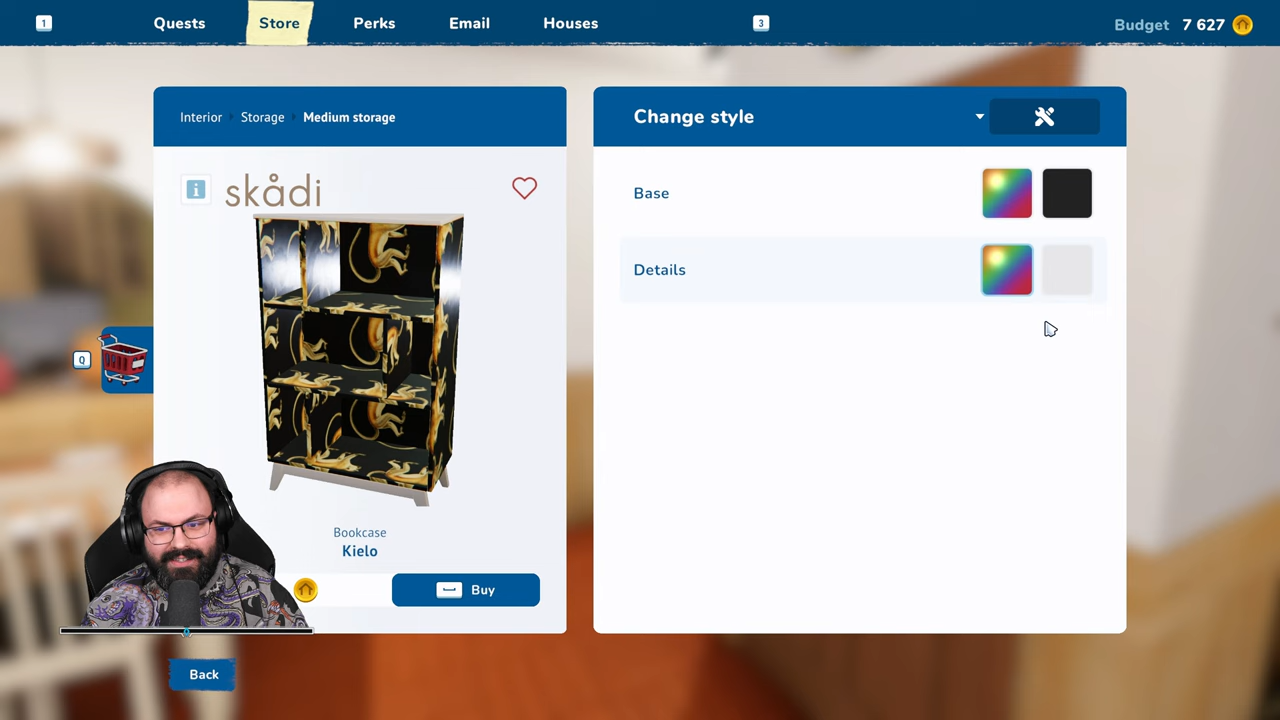 1
Quests
Store
Perks
Email
Houses
3
Budget 7 627
Interior
Storage
Medium storage
i
skådi
Q
Bookcase
Kielo
Buy
Back
Change style
Base
Details